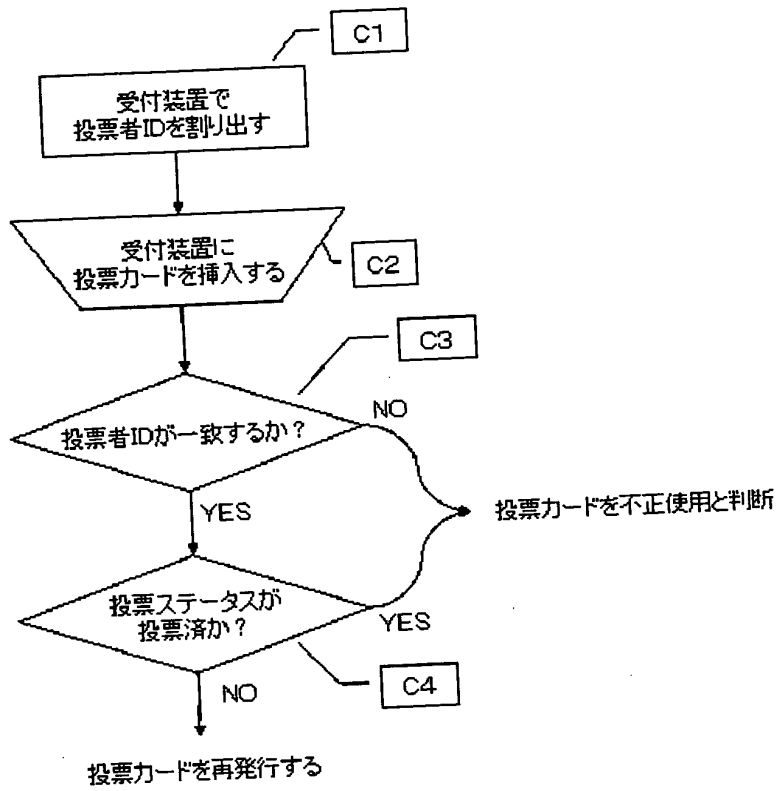 C1
受付装置で
投票者IDを割り出す
受付装置に
投票カードを挿入する
C2
C3
投票者IDが一致するか?
NO
YES
投票カードを不正使用と判断
投票ステータスが
投票済か?
YES
C4
NO
投票カードを再発行する